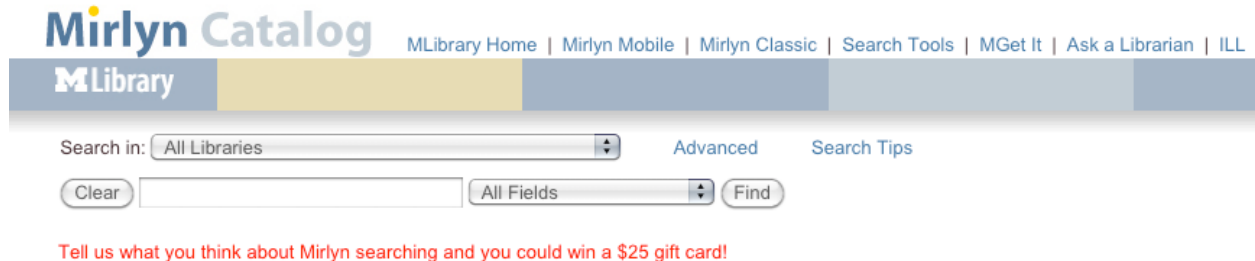 Mirlyn Catalog MLibrary Home | Mirlyn Mobile | Mirlyn Classic | Search Tools | MGet It | Ask a Librarian | ILL
MLibrary
Search in: All Libraries Advanced Search Tips
Clear All Fields Find
Tell us what you think about Mirlyn searching and you could win a $25 gift card!